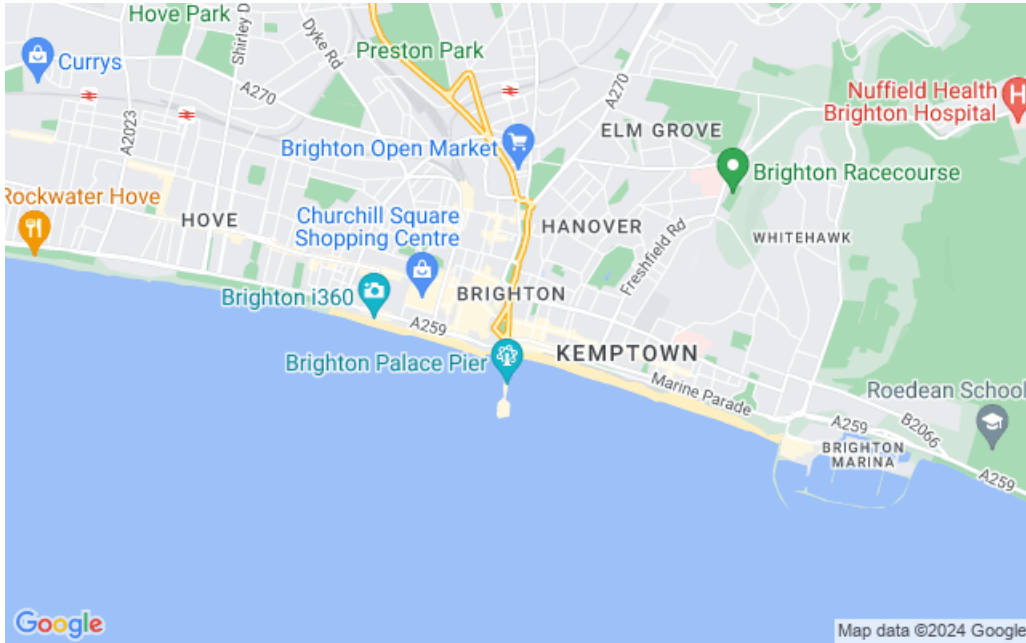 Hove Park
Shirley D
Dyke Rd
Preston Park
Currys
A270
A270
Nuffield Health
Brighton Hospital
H
A2023
ELM GROVE
Brighton Open Market
Brighton Racecourse
Rockwater Hove
HOVE
Churchill Square
Shopping Centre
HANOVER
Freshfield Rd
WHITEHAWK
Brighton i360
BRIGHTON
A259
Brighton Palace Pier
KEMPTOWN
Marine Parade
Roedean School
B2066
A259
BRIGHTON
MARINA
A259
Google
Map data ©2024 Google